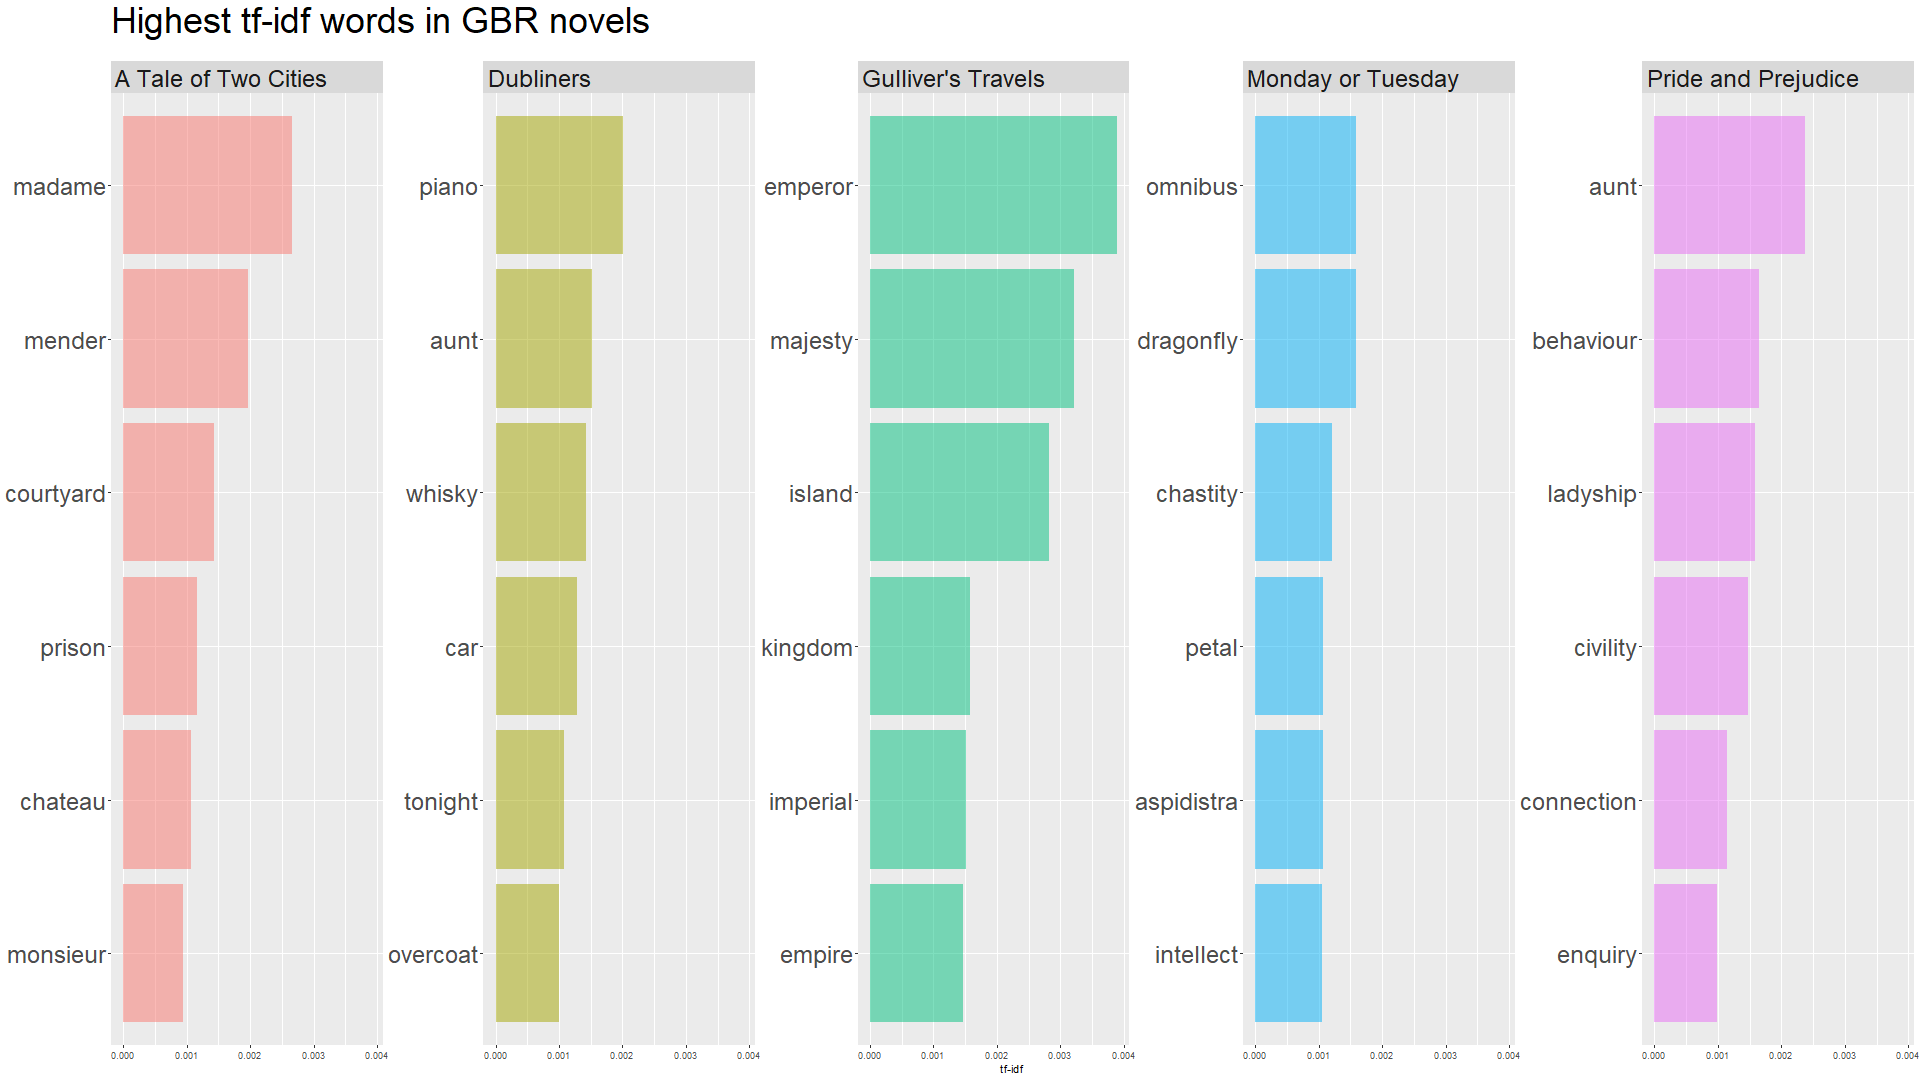 Highest tf-idf words in GBR novels
A Tale of Two Cities
madame
mender
courtyard
prison
chateau
monsieur
0.000 0.001 0.002 0.003 0.004
Dubliners
piano
aunt
whisky
car
tonight
overcoat
0.000 0.001 0.002 0.003 0.004
Gulliver's Travels
emperor
majesty
island
kingdom
imperial
empire
0.000 0.001 0.002 0.003 0.004
Monday or Tuesday
omnibus
dragonfly
chastity
petal
aspidistra
intellect
0.000 0.001 0.002 0.003 0.004
Pride and Prejudice
aunt
behaviour
ladyship
civility
connection
enquiry
0.000 0.001 0.002 0.003 0.004
tf-idf